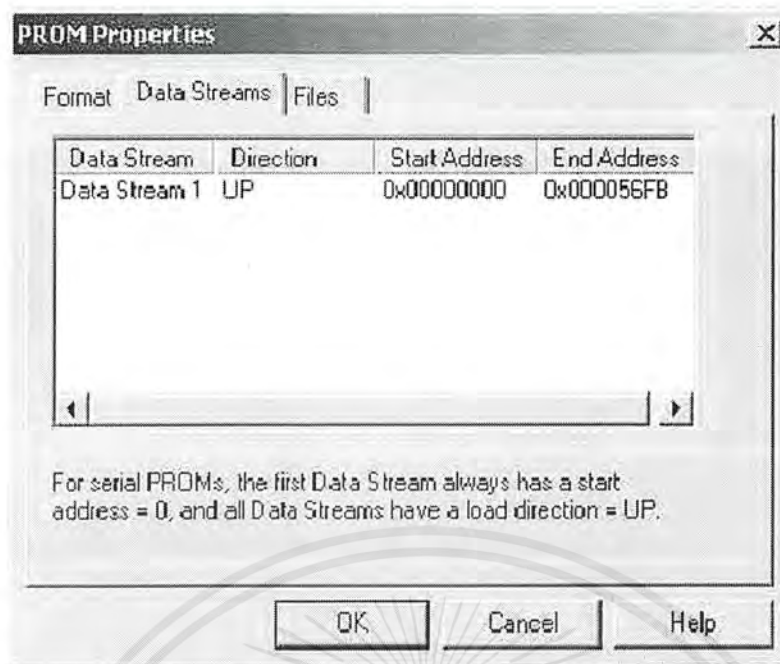 PROM Properties
Format Data Streams Files
Data Stream Direction Start Address End Address
Data Stream 1 UP 0x00000000 0x000056FB
For serial PROMs, the first Data Stream always has a start
address = 0, and all Data Streams have a load direction = UP.
OK Cancel Help